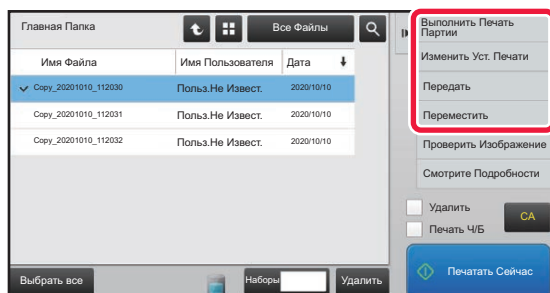 Главная Папка
Все Файлы
Имя Файла
Имя Пользователя
Дата
Copy_20201010_112030
Польз.Не Извест.
2020/10/10
Copy_20201010_112031
Польз.Не Извест.
2020/10/10
Copy_20201010_112032
Польз.Не Извест.
2020/10/10
Выбрать все
Наборы
Удалить
Выполнить Печать
Партии
Изменить Уст. Печати
Передать
Переместить
Проверить Изображение
Смотрите Подробности
Удалить
Печать Ч/Б
CA
Печатать Сейчас